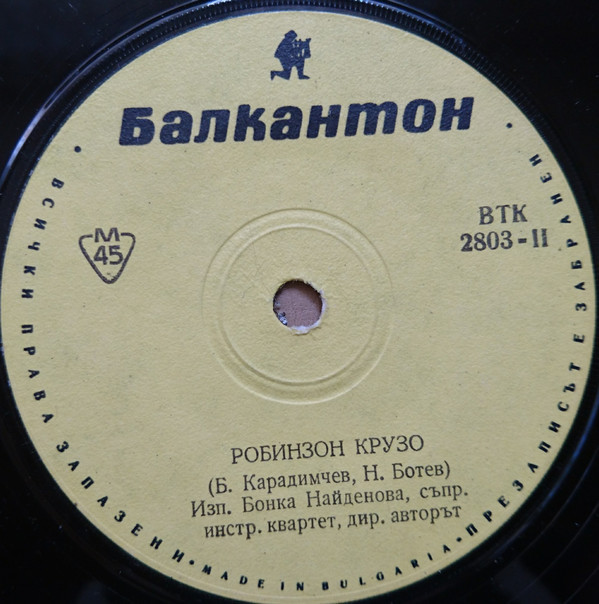 Балкантон
М
45
ВТК
2803-II
РОБИНЗОН КРУЗО
(Б. Карадимчев, Н. Ботев)
Изп. Бонка Найденова, съпр.
инстр. квартет, дир. авторът
• ВСИЧКИ ПРАВА ЗАПАЗЕНИ • MADE IN BULGARIA • ПРЕЗАПИСЪТ Е ЗАБРАНЕН •